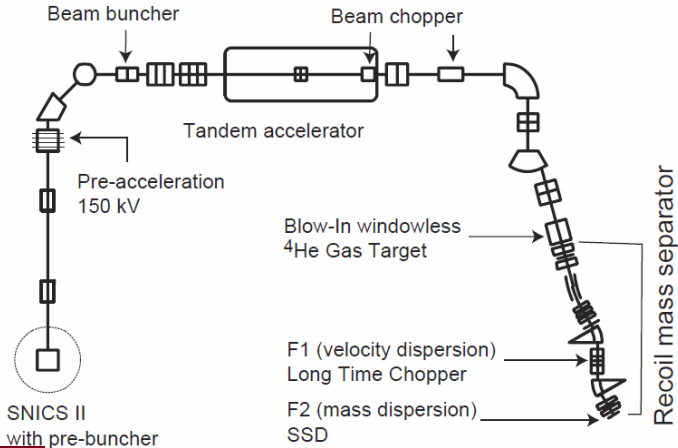 Beam buncher
Beam chopper
Tandem accelerator
Pre-acceleration
150 kV
Blow-In windowless
⁴He Gas Target
Recoil mass separator
F1 (velocity dispersion)
Long Time Chopper
F2 (mass dispersion)
SSD
SNICS II
with pre-buncher